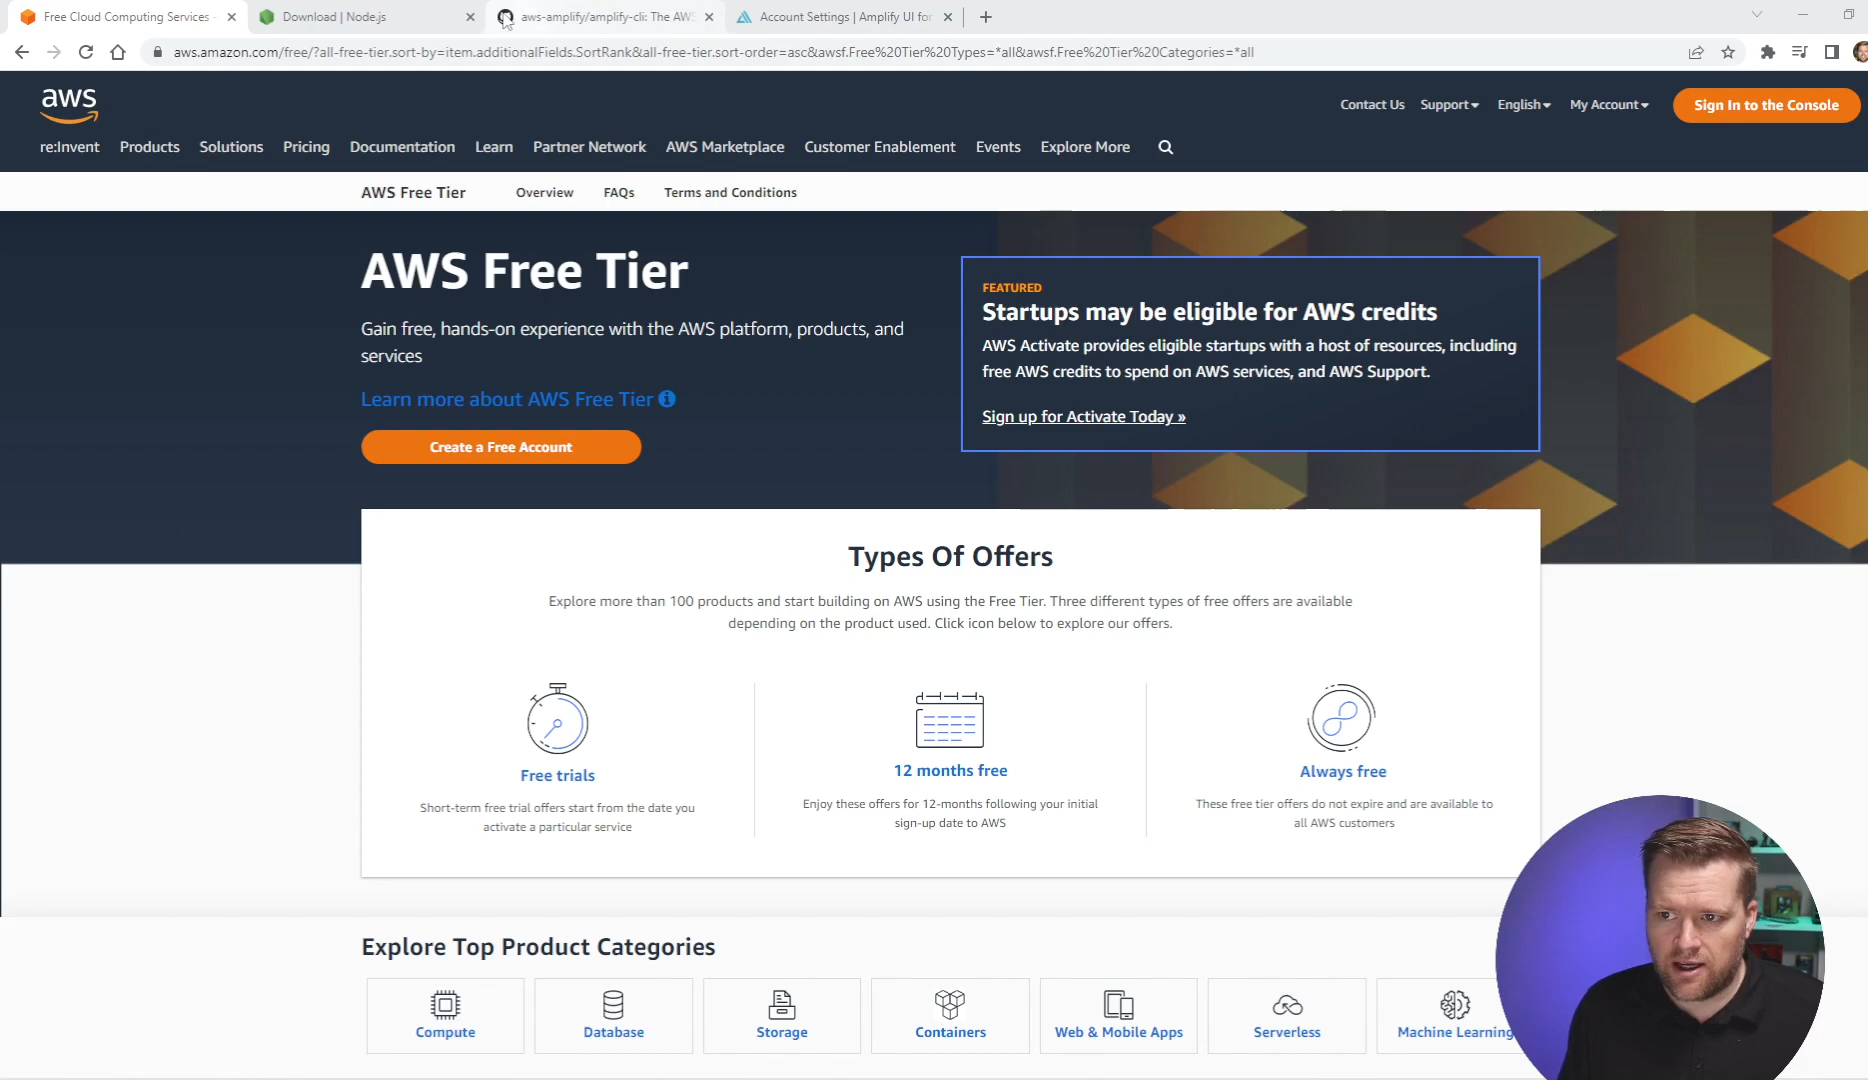 Free Cloud Computing Services -
Download | Node.js
aws-amplify/amplify-cli: The AWS
Account Settings | Amplify UI for
aws.amazon.com/free/?all-free-tier.sort-by=item.additionalFields.SortRank&all-free-tier.sort-order=asc&awsf.Free%20Tier%20Types=*all&awsf.Free%20Tier%20Categories=*all
aws
Contact Us
Support
English
My Account
Sign In to the Console
re:Invent
Products
Solutions
Pricing
Documentation
Learn
Partner Network
AWS Marketplace
Customer Enablement
Events
Explore More
AWS Free Tier
Overview
FAQs
Terms and Conditions
AWS Free Tier
Gain free, hands-on experience with the AWS platform, products, and
services
Learn more about AWS Free Tier
Create a Free Account
FEATURED
Startups may be eligible for AWS credits
AWS Activate provides eligible startups with a host of resources, including
free AWS credits to spend on AWS services, and AWS Support.
Sign up for Activate Today »
Types Of Offers
Explore more than 100 products and start building on AWS using the Free Tier. Three different types of free offers are available
depending on the product used. Click icon below to explore our offers.
Free trials
Short-term free trial offers start from the date you
activate a particular service
12 months free
Enjoy these offers for 12-months following your initial
sign-up date to AWS
Always free
These free tier offers do not expire and are available to
all AWS customers
Explore Top Product Categories
Compute
Database
Storage
Containers
Web & Mobile Apps
Serverless
Machine Learning